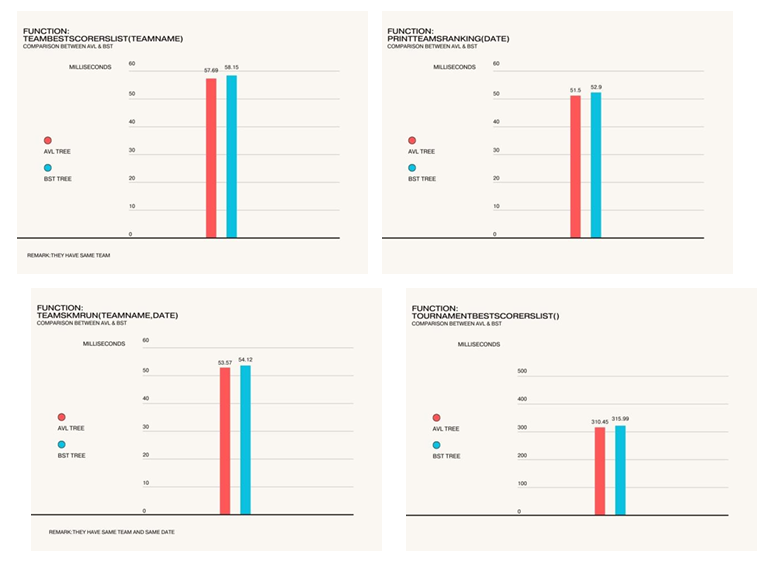 FUNCTION:
TEAMBESTSCORERSLIST(TEAMNAME)
COMPARISON BETWEEN AVL & BST
MILLISECONDS
60
57.69 58.15
50
40
AVL TREE
30
BST TREE
20
10
0
REMARK:THEY HAVE SAME TEAM
FUNCTION:
PRINTTEAMSRANKING(DATE)
COMPARISON BETWEEN AVL & BST
MILLISECONDS
60
51.5 52.9
50
40
AVL TREE
30
BST TREE
20
10
0
FUNCTION:
TEAMSKMRUN(TEAMNAME,DATE)
COMPARISON BETWEEN AVL & BST
MILLISECONDS
60
53.57 54.12
50
40
AVL TREE
30
BST TREE
20
10
0
REMARK:THEY HAVE SAME TEAM AND SAME DATE
FUNCTION:
TOURNAMENTBESTSCORERSLIST()
COMPARISON BETWEEN AVL & BST
MILLISECONDS
500
400
310.45 315.99
AVL TREE
300
BST TREE
200
100
0